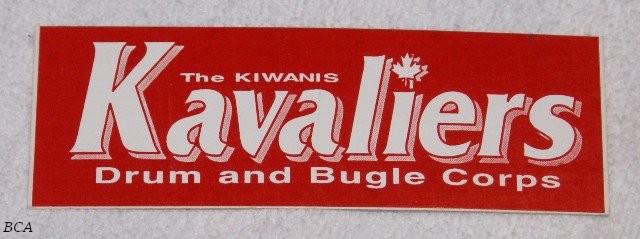 The KIWANIS
Kavaliers
Drum and Bugle Corps
BCA